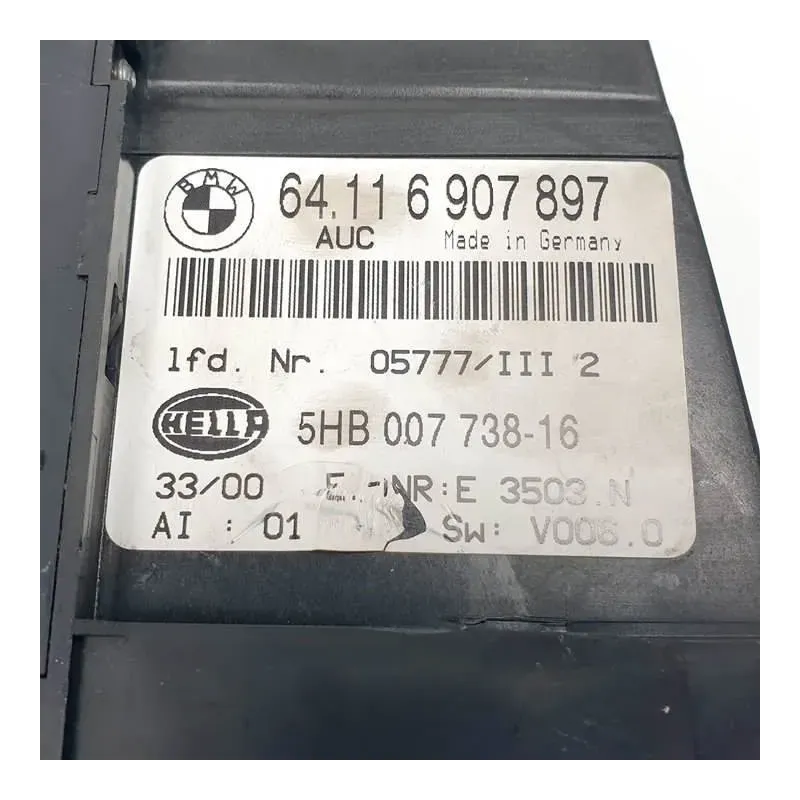 BMW
64.11 6 907 897
AUC Made in Germany
lfd. Nr. 05777/III 2
HELLA
5HB 007 738-16
33/00 3503.N
AI : 01 Sw: V006.0